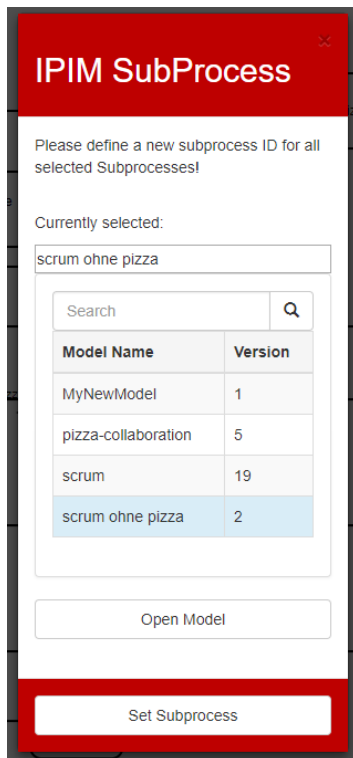 IPIM SubProcess
×
Please define a new subprocess ID for all
selected Subprocesses!
Currently selected:
scrum ohne pizza
Search
Model Name Version
MyNewModel 1
pizza-collaboration 5
scrum 19
scrum ohne pizza 2
Open Model
Set Subprocess